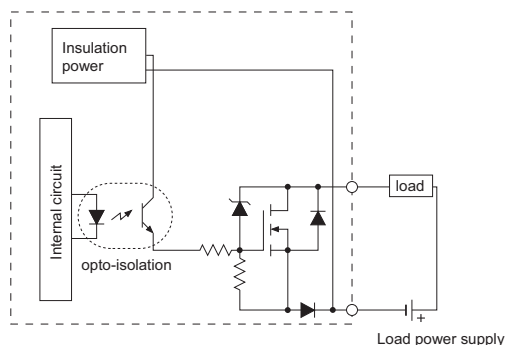 Insulation
power
Internal circuit
opto-isolation
load
+
Load power supply